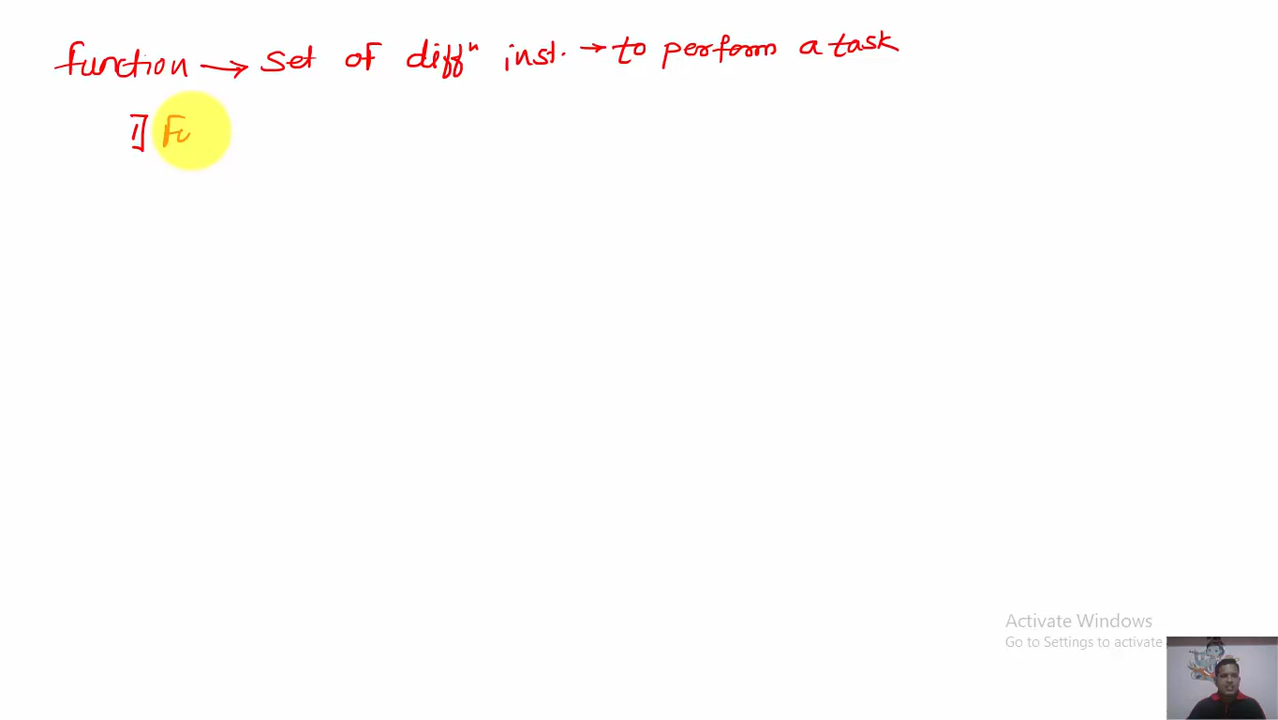 function → set of diffⁿ inst. → to perform a task
1] Fu
Activate Windows
Go to Settings to activate